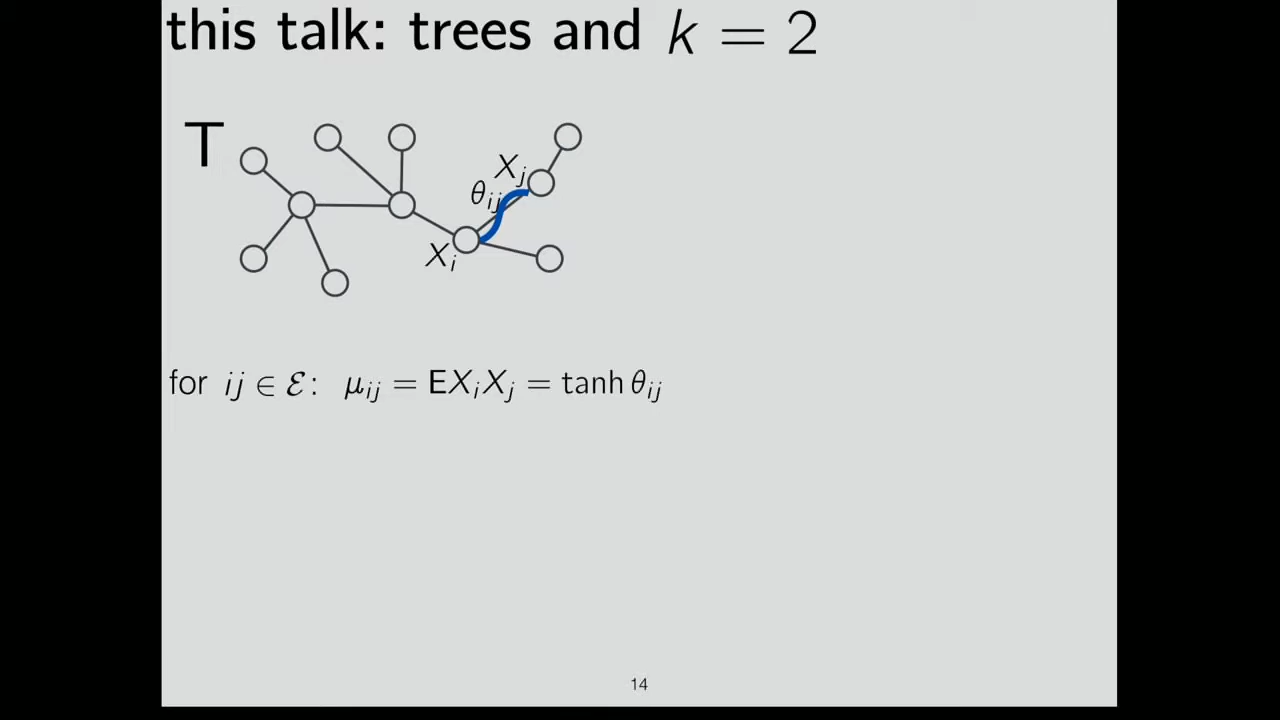 this talk: trees and k = 2
T
X_j
θ_ij
X_i
for ij ∈ ℰ: μ_ij = EX_iX_j = tanh θ_ij
14